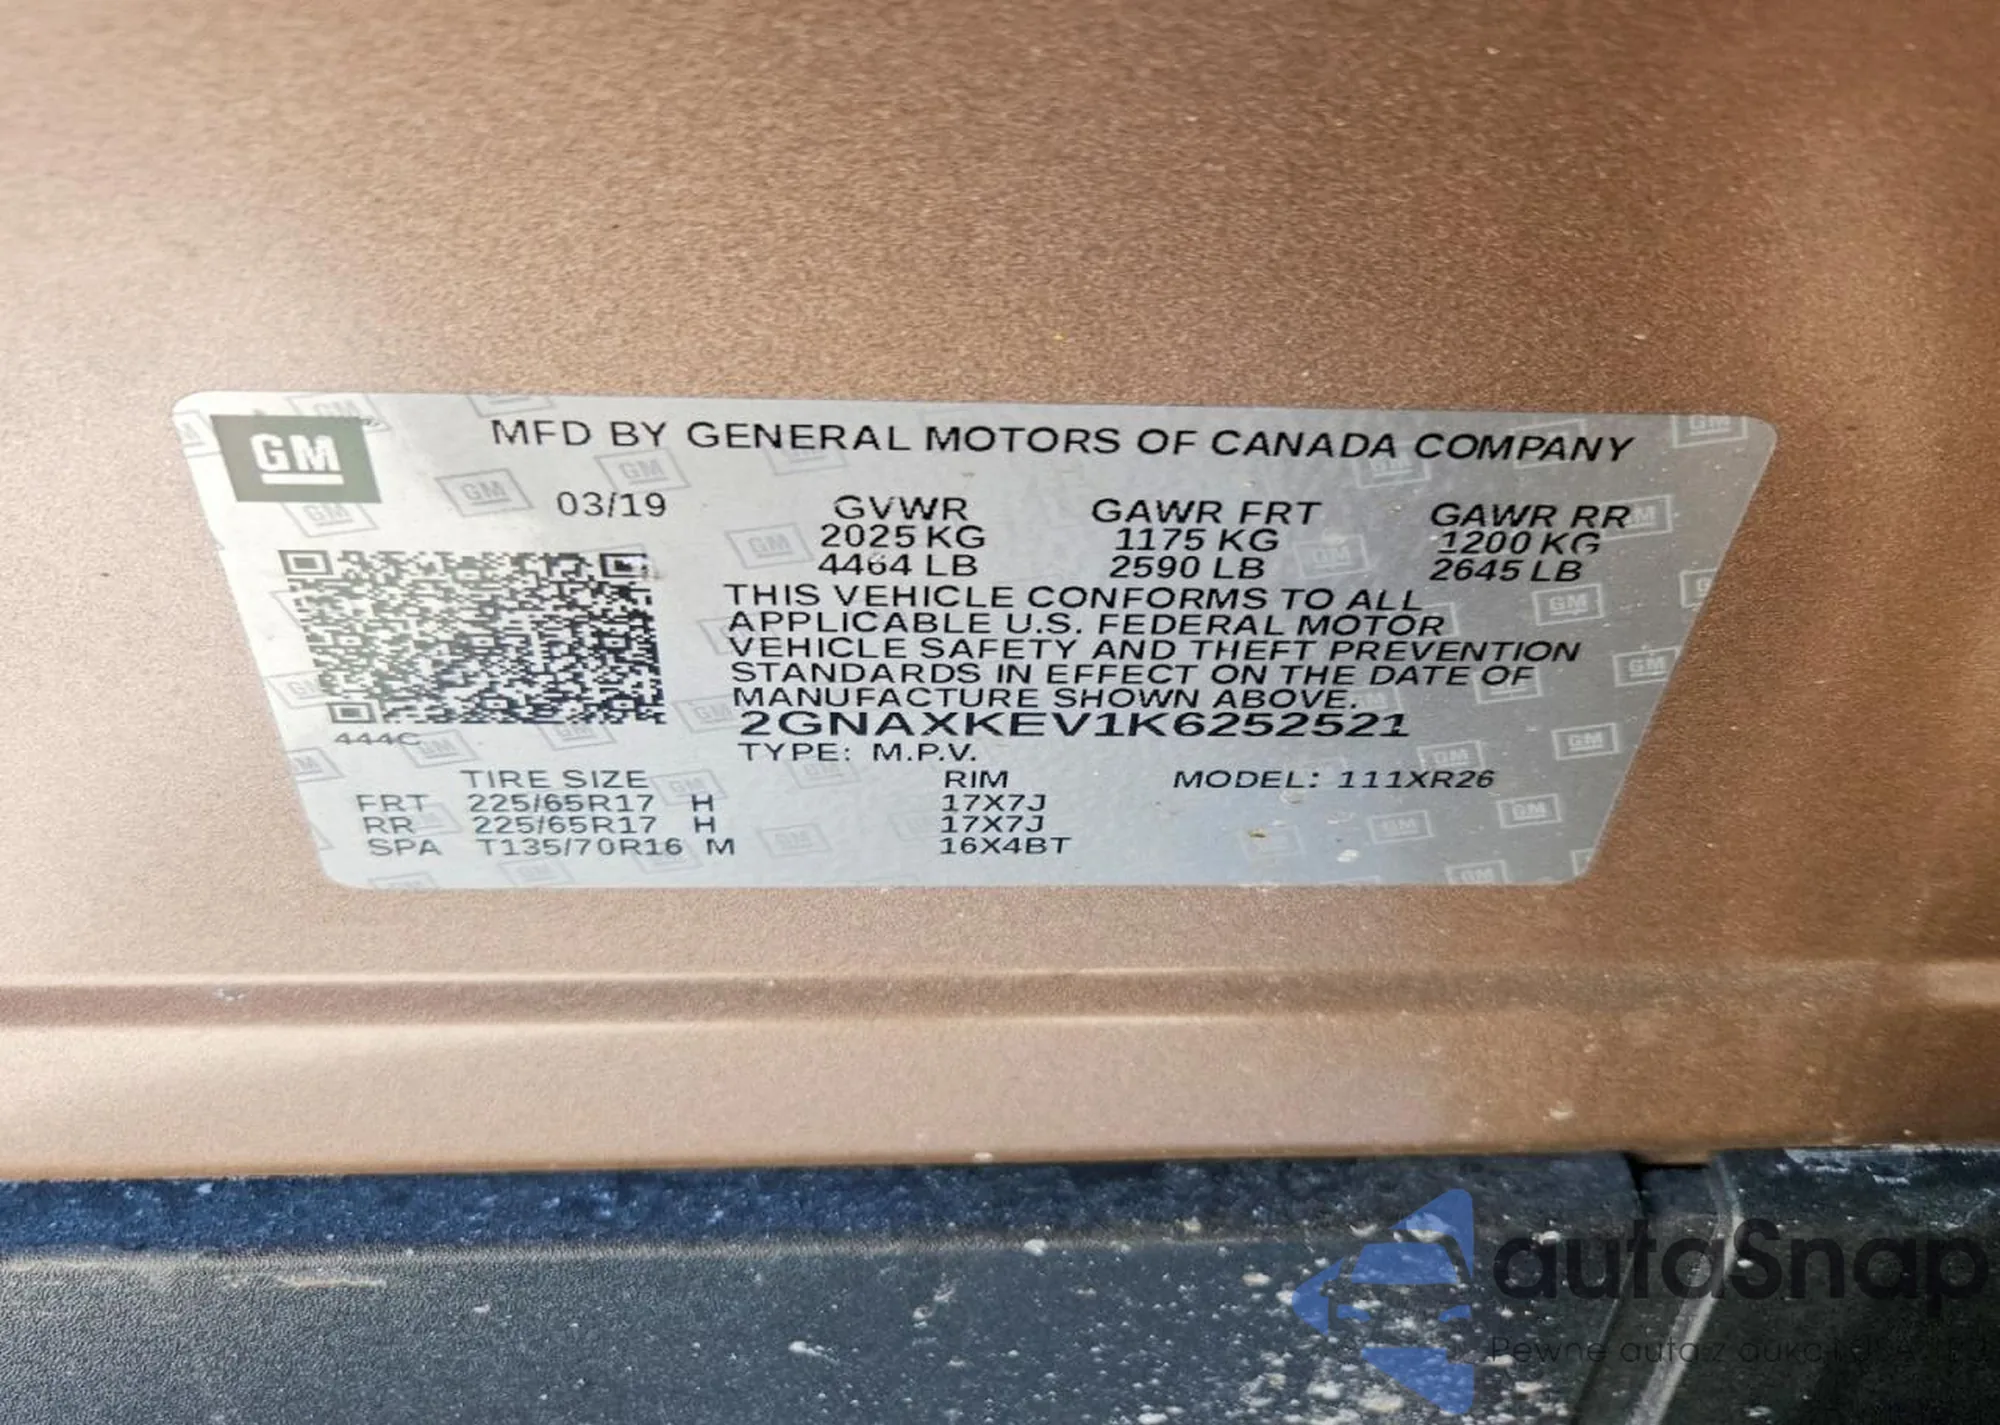 GM
MFD BY GENERAL MOTORS OF CANADA COMPANY
03/19 GVWR GAWR FRT GAWR RR
2025 KG 1175 KG 1200 KG
4464 LB 2590 LB 2645 LB
THIS VEHICLE CONFORMS TO ALL
APPLICABLE U.S. FEDERAL MOTOR
VEHICLE SAFETY AND THEFT PREVENTION
STANDARDS IN EFFECT ON THE DATE OF
MANUFACTURE SHOWN ABOVE.
2GNAXKEV1K6252521
444C
TYPE: M.P.V.
TIRE SIZE RIM MODEL: 111XR26
FRT 225/65R17 H 17X7J
RR 225/65R17 H 17X7J
SPA T135/70R16 M 16X4BT
autaSnap
Pewne auta z